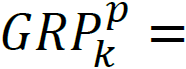 GRP_k^p =